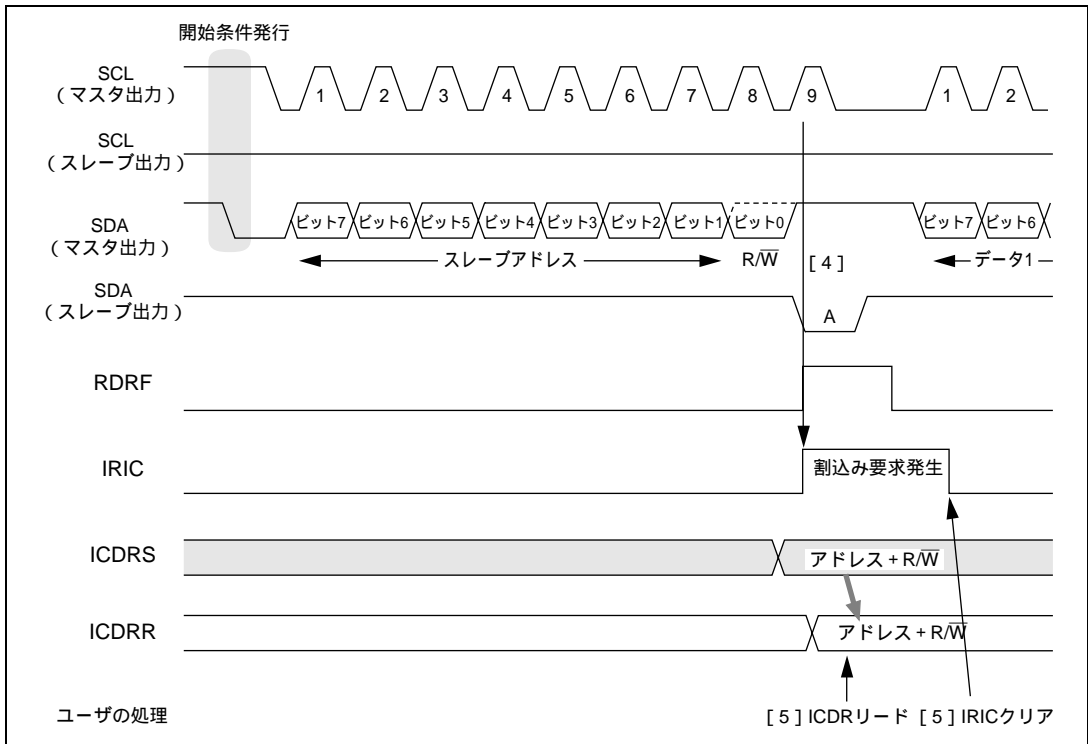 開始条件発行
SCL
(マスタ出力)
1 2 3 4 5 6 7 8 9 1 2
SCL
(スレーブ出力)
SDA
(マスタ出力)
ビット7 ビット6 ビット5 ビット4 ビット3 ビット2 ビット1 ビット0 ビット7 ビット6
スレーブアドレス R/W̅ [4] データ1
SDA
(スレーブ出力)
A
RDRF
IRIC
割込み要求発生
ICDRS
アドレス+R/W̅
ICDRR
アドレス+R/W̅
ユーザの処理
[5] ICDRリード [5] IRICクリア